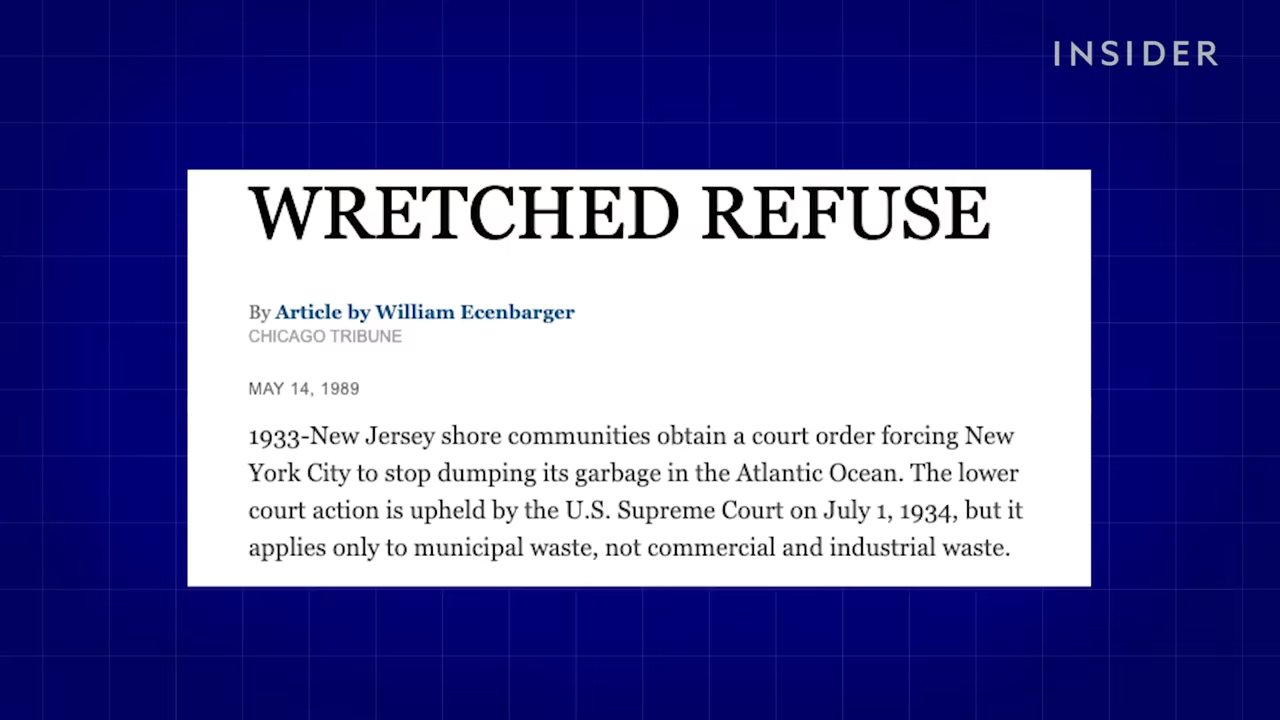 INSIDER
WRETCHED REFUSE
By Article by William Ecenbarger
CHICAGO TRIBUNE
MAY 14, 1989
1933-New Jersey shore communities obtain a court order forcing New
York City to stop dumping its garbage in the Atlantic Ocean. The lower
court action is upheld by the U.S. Supreme Court on July 1, 1934, but it
applies only to municipal waste, not commercial and industrial waste.